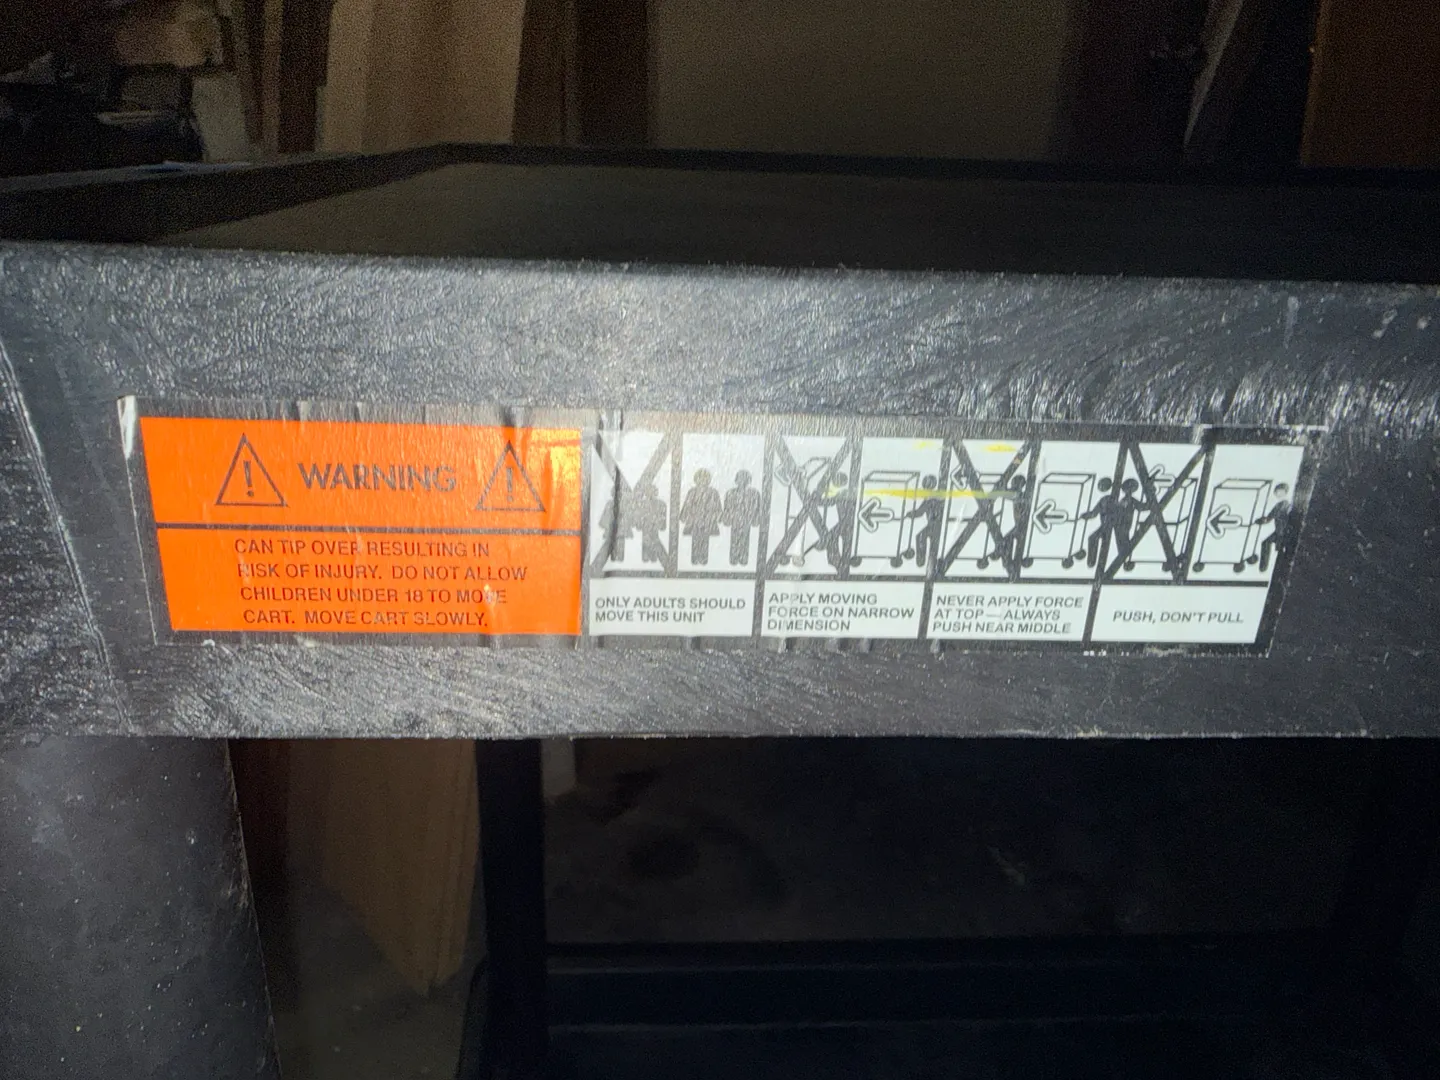 WARNING
CAN TIP OVER RESULTING IN
RISK OF INJURY. DO NOT ALLOW
CHILDREN UNDER 18 TO MOVE
CART. MOVE CART SLOWLY.
ONLY ADULTS SHOULD
MOVE THIS UNIT
APPLY MOVING
FORCE ON NARROW
DIMENSION
NEVER APPLY FORCE
AT TOP — ALWAYS
PUSH NEAR MIDDLE
PUSH, DON'T PULL